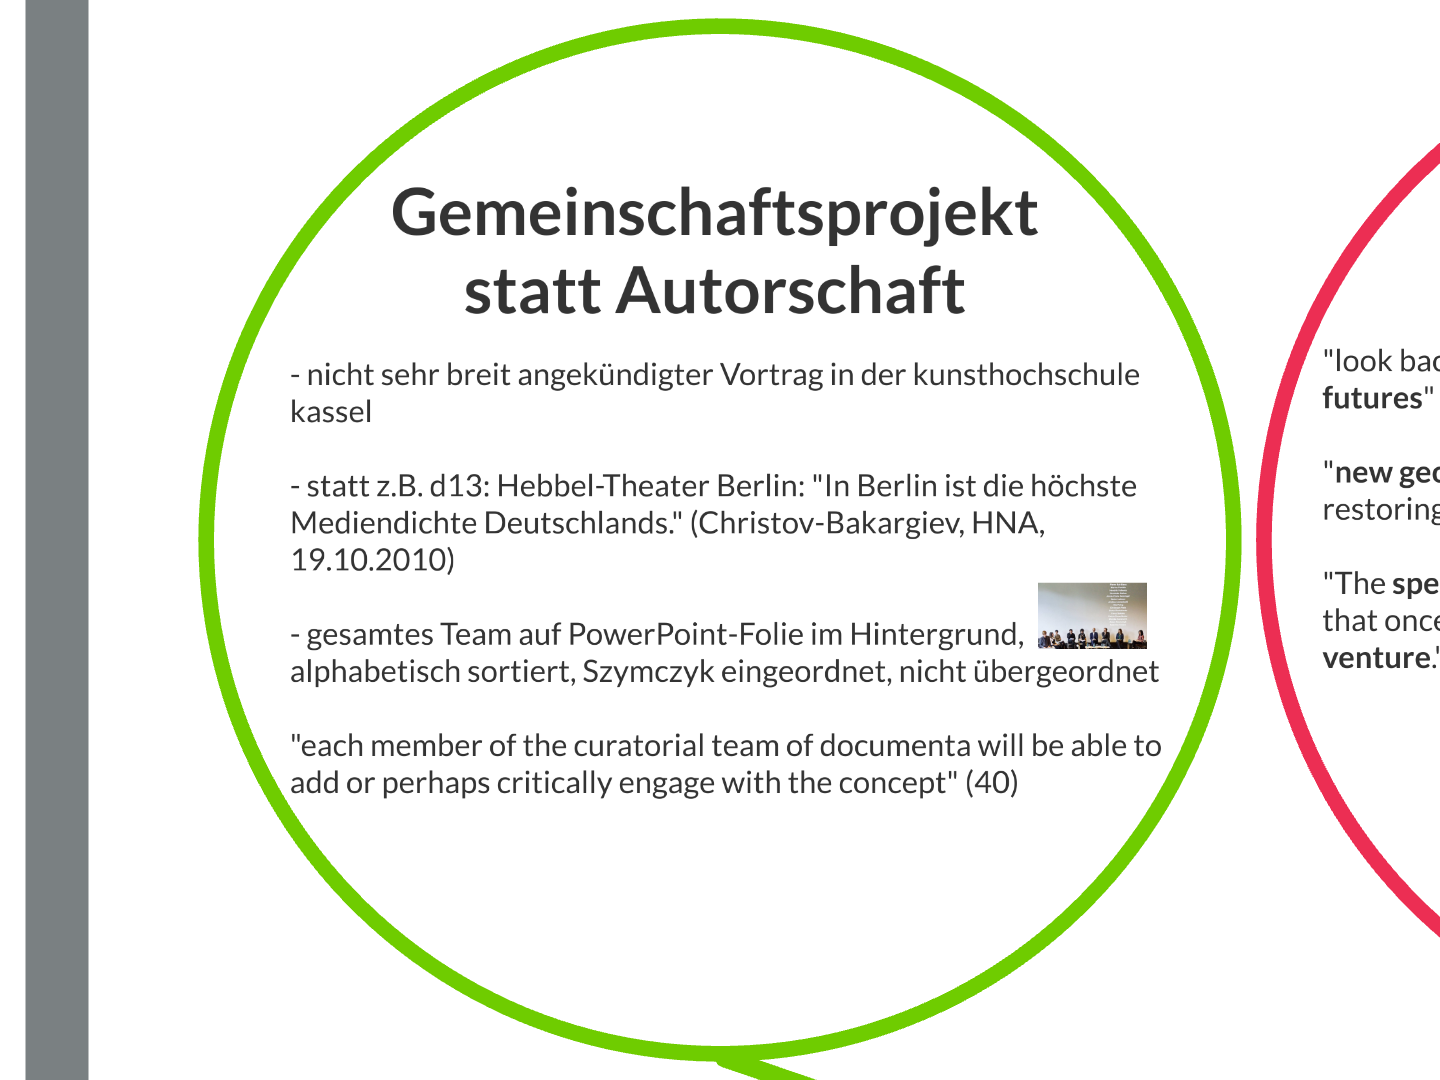 Gemeinschaftsprojekt
statt Autorschaft
- nicht sehr breit angekündigter Vortrag in der kunsthochschule
kassel
- statt z.B. d13: Hebbel-Theater Berlin: "In Berlin ist die höchste
Mediendichte Deutschlands." (Christov-Bakargiev, HNA,
19.10.2010)
- gesamtes Team auf PowerPoint-Folie im Hintergrund,
alphabetisch sortiert, Szymczyk eingeordnet, nicht übergeordnet
"each member of the curatorial team of documenta will be able to
add or perhaps critically engage with the concept" (40)
"look
futures"
"new
restoring
"The
that once
venture."